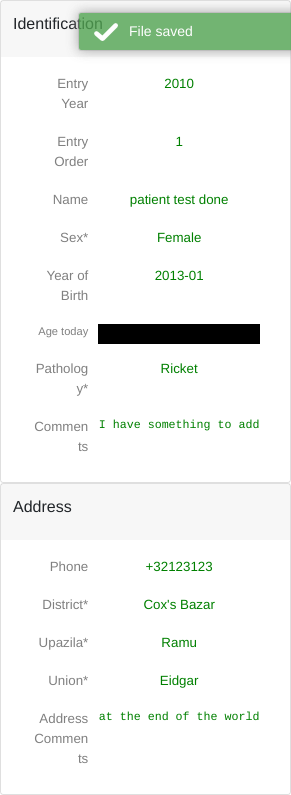 Identification
File saved
Entry Year 2010
Entry Order 1
Name patient test done
Sex* Female
Year of Birth 2013-01
Age today
Pathology* Ricket
Comments I have something to add
Address
Phone +32123123
District* Cox's Bazar
Upazila* Ramu
Union* Eidgar
Address Comments at the end of the world